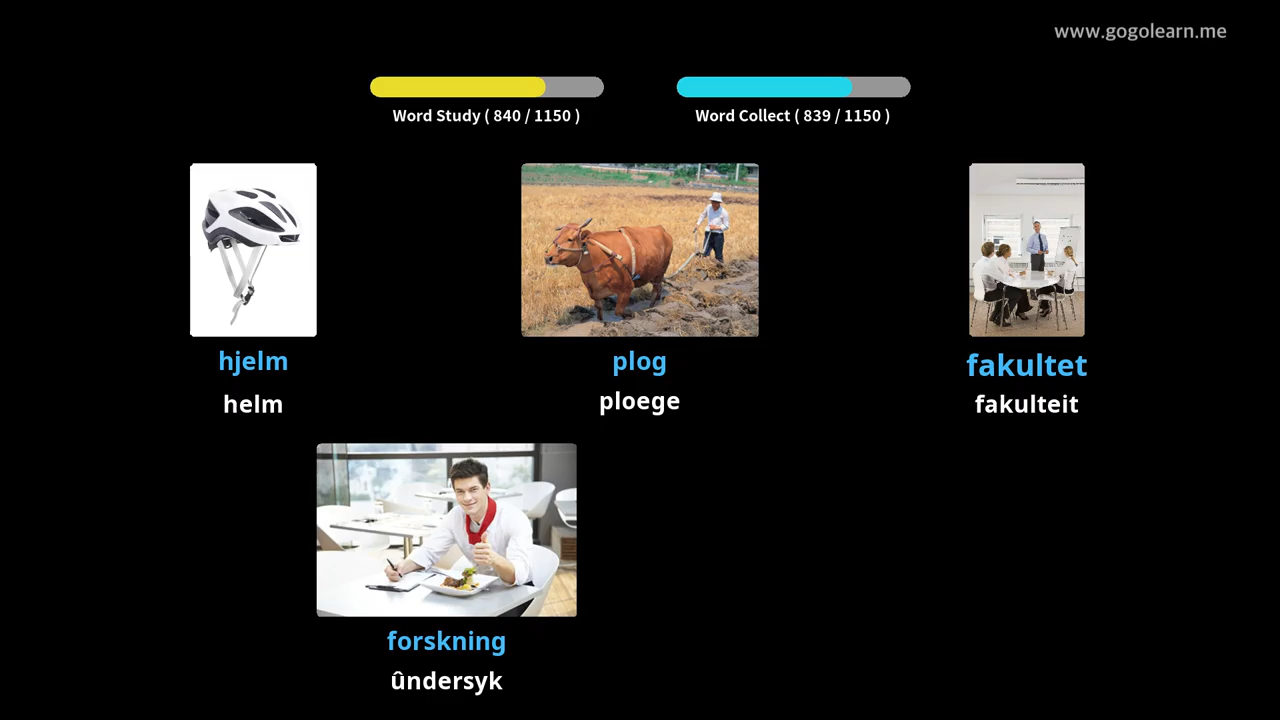 www.gogolearn.me
Word Study ( 840 / 1150 )
Word Collect ( 839 / 1150 )
hjelm
helm
plog
ploege
fakultet
fakulteit
forskning
ûndersyk